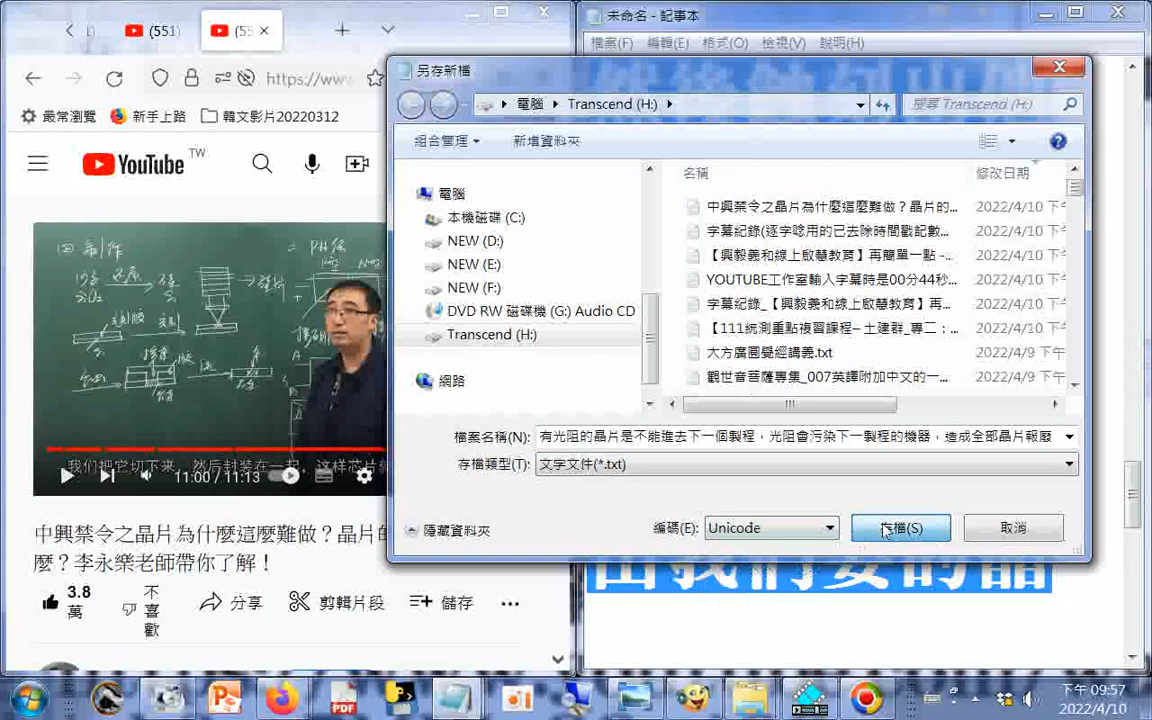 (551)
(55
https://www
最常瀏覽
新手上路
韓文影片20220312
YouTube TW
四 制作
我们把它切下来，然后封装在一起，这样芯片
11:00 / 11:13
中興禁令之晶片為什麼這麼難做？晶片的
麼？李永樂老師帶你了解！
3.8
萬
不
喜
歡
分享
剪輯片段
儲存
未命名 - 記事本
檔案(F) 編輯(E) 格式(O) 檢視(V) 說明(H)
出我們要的晶
另存新檔
電腦 Transcend (H:)
搜尋 Transcend (H:)
組合管理
新增資料夾
電腦
本機磁碟 (C:)
NEW (D:)
NEW (E:)
NEW (F:)
DVD RW 磁碟機 (G:) Audio CD
Transcend (H:)
網路
名稱 修改日期
中興禁令之晶片為什麼這麼難做？晶片的... 2022/4/10 下午
字幕紀錄(逐字唸用的已去除時間戳記數... 2022/4/10 下午
【興毅義和線上啟慧教育】再簡單一點 -... 2022/4/10 下午
YOUTUBE工作室輸入字幕時是00分44秒... 2022/4/10 下午
字幕紀錄_【興毅義和線上啟慧教育】再... 2022/4/10 下午
【111統測重點複習課程- 土建群_專二；... 2022/4/10 下午
大方廣圓覺經講義.txt 2022/4/9 下午
觀世音菩薩專集_007英譯附加中文的一... 2022/4/9 下午
檔案名稱(N): 有光阻的晶片是不能進去下一個製程，光阻會污染下一製程的機器，造成全部晶片報廢
存檔類型(T): 文字文件(*.txt)
隱藏資料夾
編碼(E): Unicode
存檔(S)
取消
下午 09:57
2022/4/10